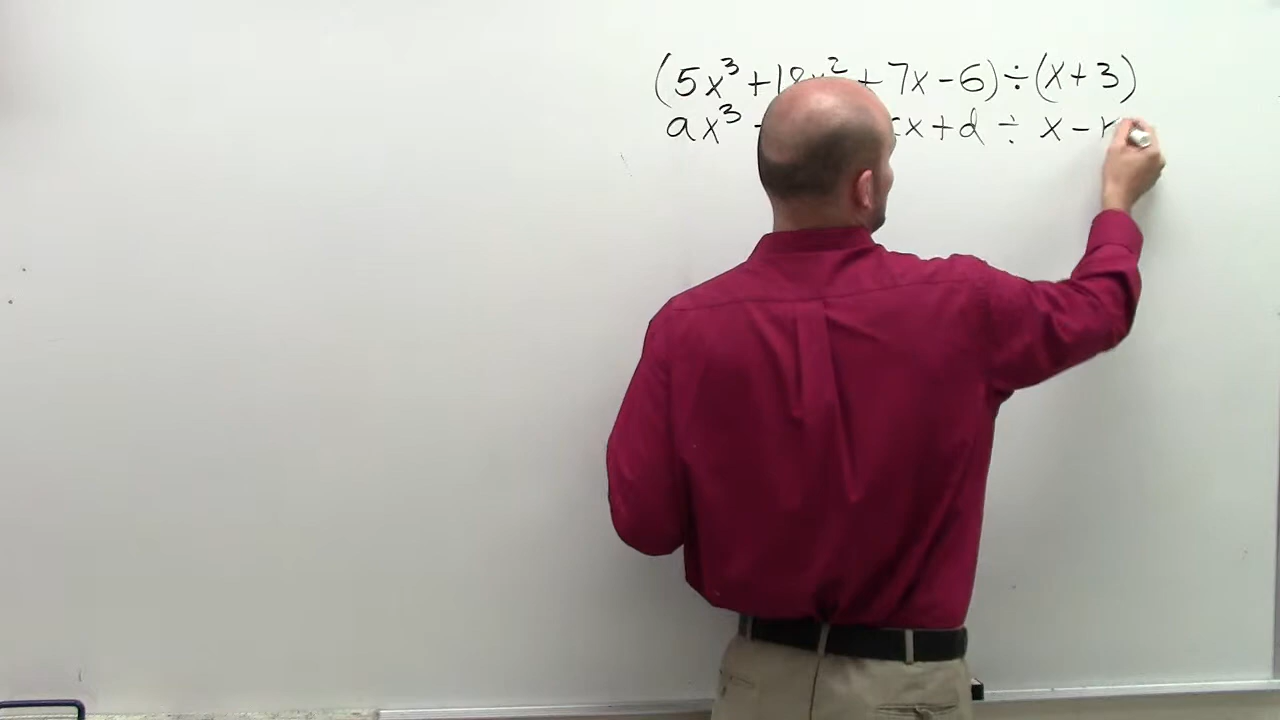 (5x³ + 18x² + 7x - 6) ÷ (x + 3)
ax³ cx + d ÷ x -